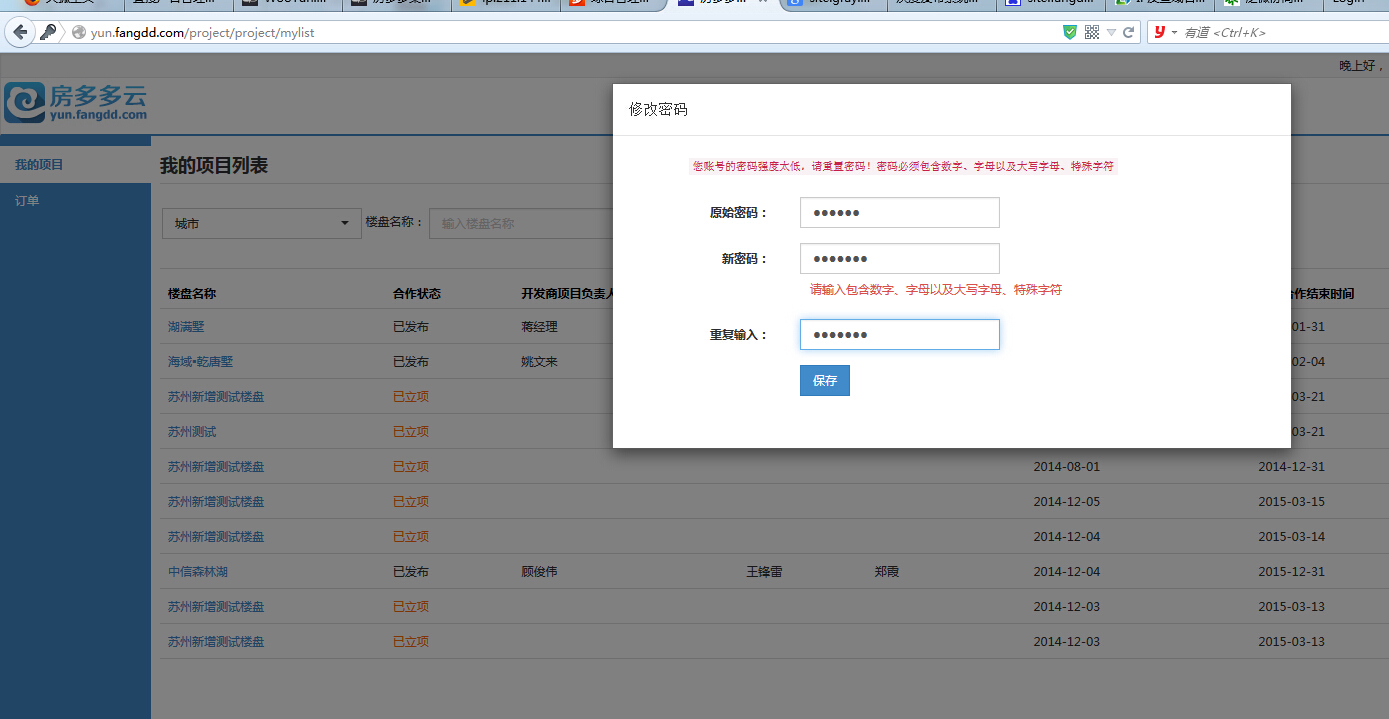 yun.fangdd.com/project/project/mylist
有道 <Ctrl+K>
晚上好，
房多多云
yun.fangdd.com
修改密码
您账号的密码强度太低，请重置密码！密码必须包含数字、字母以及大写字母、特殊字符
我的项目
我的项目列表
订单
城市
楼盘名称：
输入楼盘名称
原始密码：
●●●●●●
新密码：
●●●●●●●
请输入包含数字、字母以及大写字母、特殊字符
重复输入：
●●●●●●●
保存
楼盘名称 合作状态 开发商项目负责人 合作结束时间
湖满墅 已发布 蒋经理 01-31
海域•乾唐墅 已发布 姚文来 02-04
苏州新增测试楼盘 已立项 03-21
苏州测试 已立项 03-21
苏州新增测试楼盘 已立项 2014-08-01 2014-12-31
苏州新增测试楼盘 已立项 2014-12-05 2015-03-15
苏州新增测试楼盘 已立项 2014-12-04 2015-03-14
中信森林湖 已发布 顾俊伟 王锋雷 郑霞 2014-12-04 2015-12-31
苏州新增测试楼盘 已立项 2014-12-03 2015-03-13
苏州新增测试楼盘 已立项 2014-12-03 2015-03-13